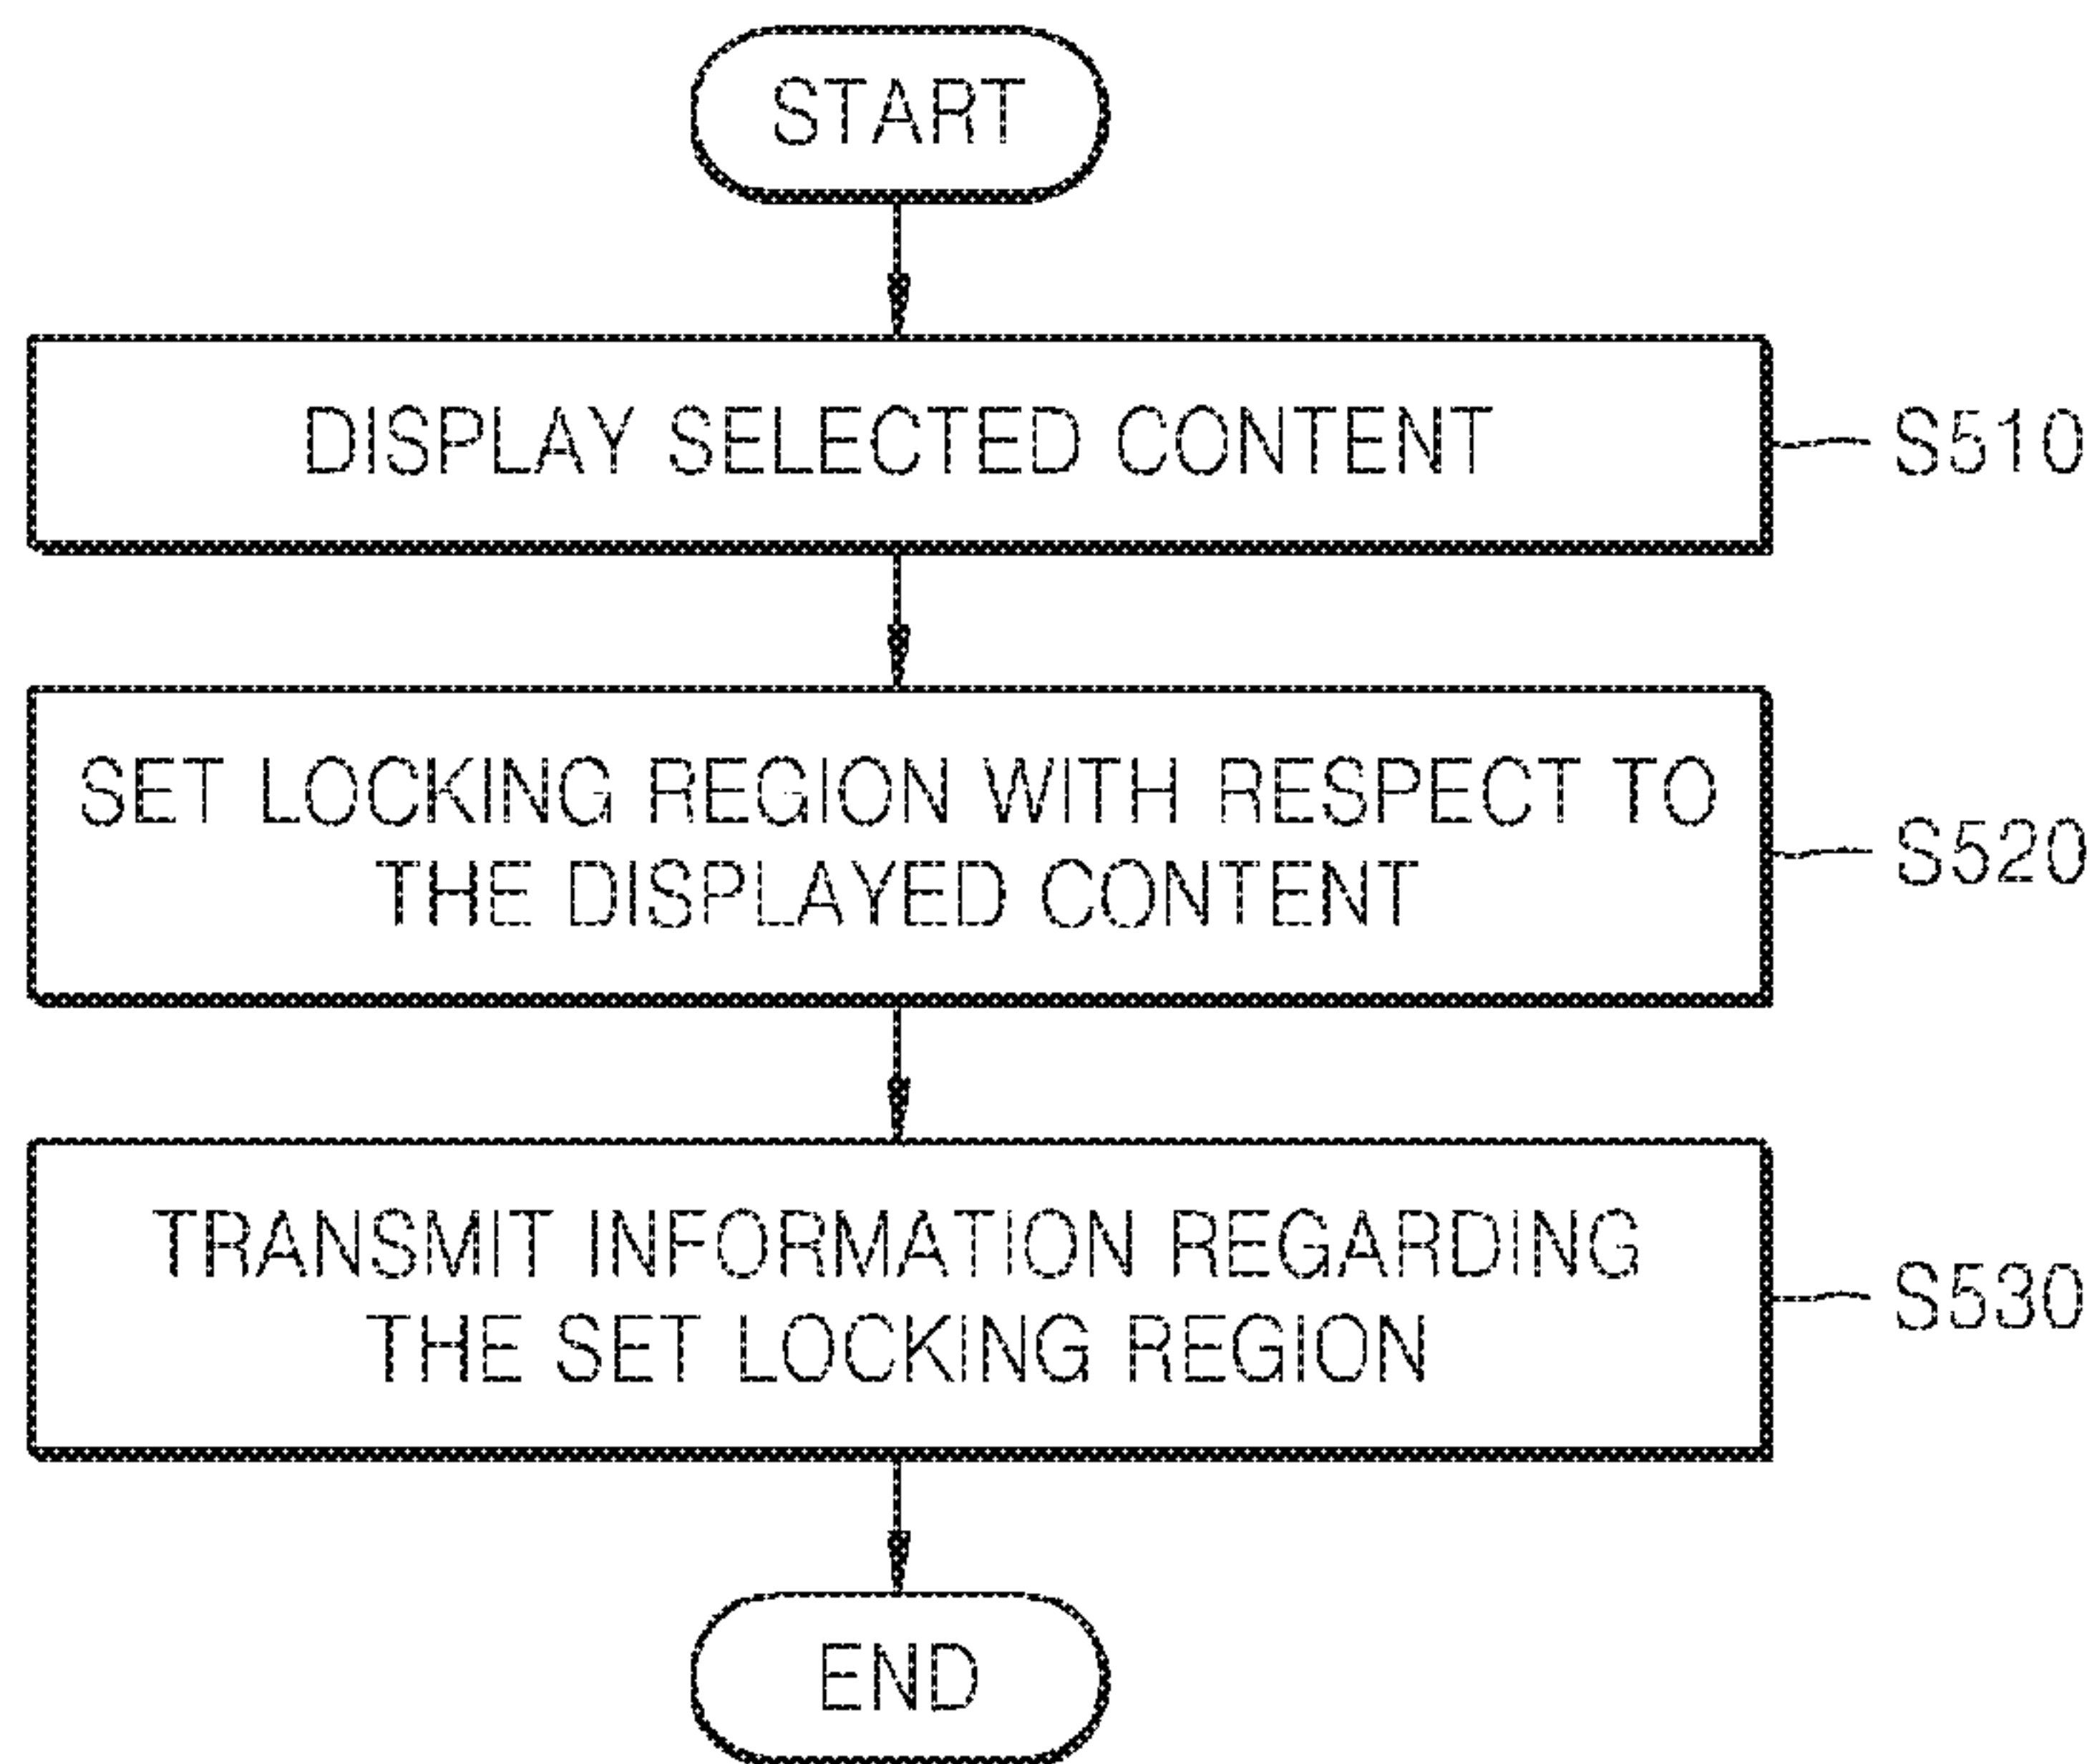 START
DISPLAY SELECTED CONTENT
S510
SET LOCKING REGION WITH RESPECT TO
THE DISPLAYED CONTENT
S520
TRANSMIT INFORMATION REGARDING
THE SET LOCKING REGION
S530
END